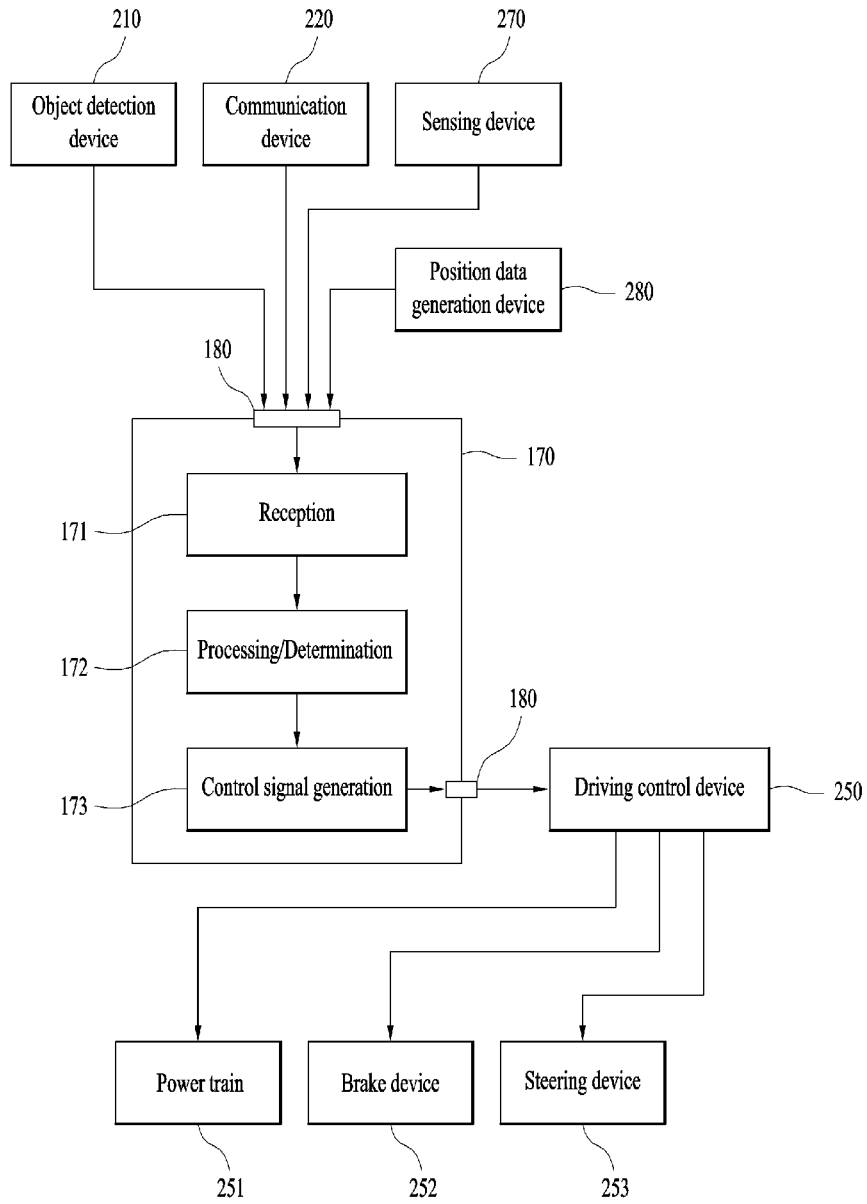 210
220
270
Object detection
device
Communication
device
Sensing device
Position data
generation device
280
180
170
Reception
171
Processing/Determination
172
180
Control signal generation
173
Driving control device
250
Power train
Brake device
Steering device
251
252
253